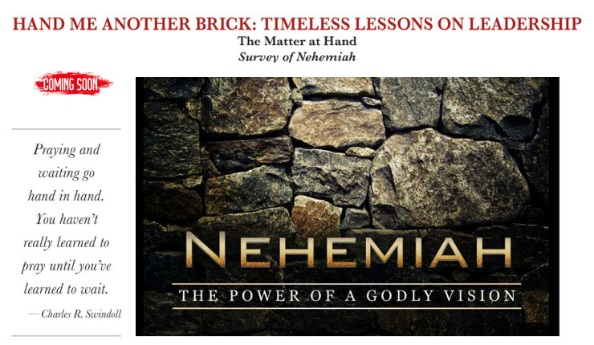 HAND ME ANOTHER BRICK: TIMELESS LESSONS ON LEADERSHIP
The Matter at Hand
Survey of Nehemiah
COMING SOON
Praying and
waiting go
hand in hand.
You haven't
really learned to
pray until you've
learned to wait.
— Charles R. Swindoll
NEHEMIAH
THE POWER OF A GODLY VISION